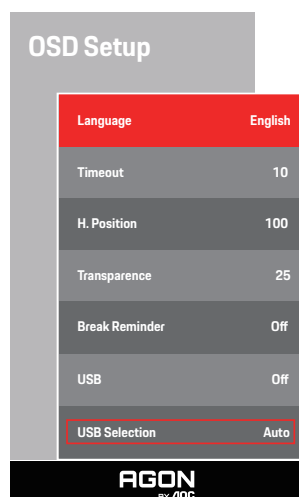 OSD Setup
Language English
Timeout 10
H. Position 100
Transparence 25
Break Reminder Off
USB Off
USB Selection Auto
AGON
BY AOC